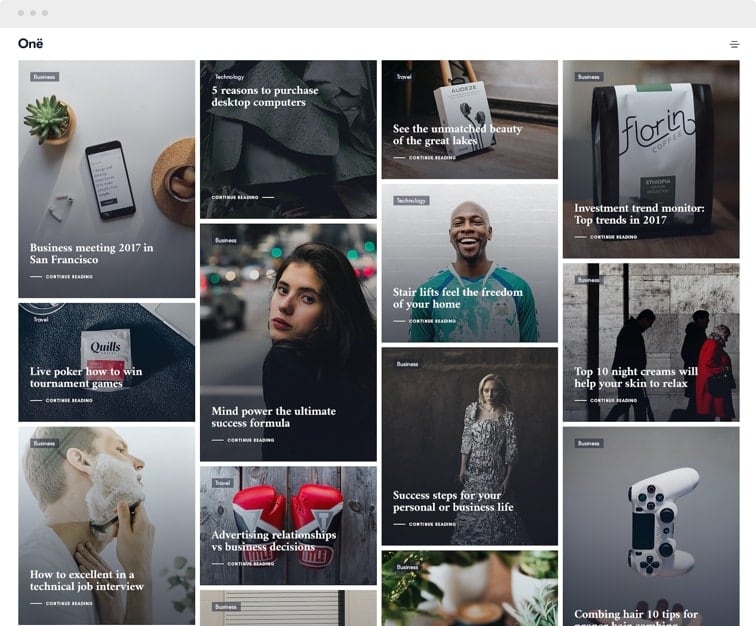 Onë
Business
Business meeting 2017 in
San Francisco
CONTINUE READING
Travel
Quills
Live poker how to win
tournament games
CONTINUE READING
Business
How to excellent in a
technical job interview
CONTINUE READING
Technology
5 reasons to purchase
desktop computers
CONTINUE READING
Business
Mind power the ultimate
success formula
CONTINUE READING
Travel
Advertising relationships
vs business decisions
CONTINUE READING
TITLE
TITLE
Business
Travel
AUDEZE
See the unmatched beauty
of the great lakes
CONTINUE READING
Technology
Stair lifts feel the freedom
of your home
CONTINUE READING
Business
Success steps for your
personal or business life
CONTINUE READING
Business
Business
florin
COFFEE
ETHIOPIA
Investment trend monitor:
Top trends in 2017
CONTINUE READING
Business
Top 10 night creams will
help your skin to relax
CONTINUE READING
Business
Combing hair 10 tips for
proper hair combing